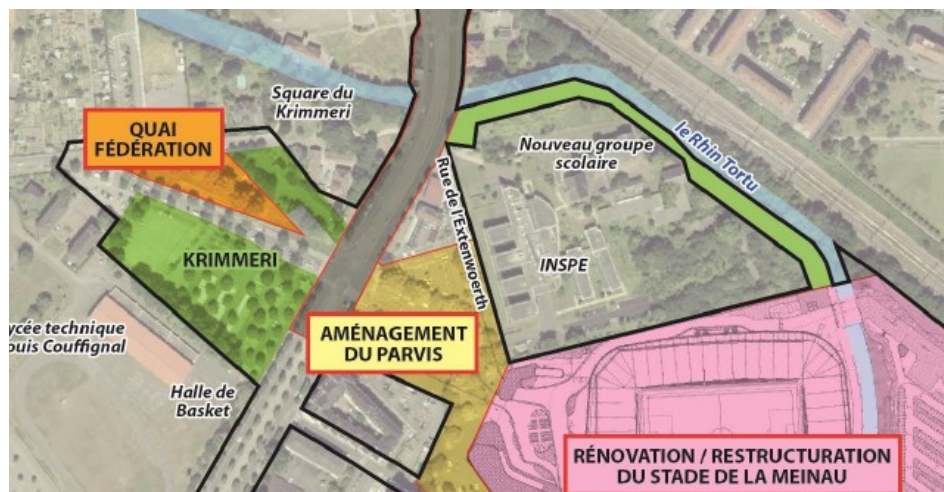 Square du
Krimmeri
QUAI
FÉDÉRATION
Nouveau groupe
scolaire
le Rhin Tortu
Rue de l'Extenwoerth
KRIMMERI
INSPE
AMÉNAGEMENT
DU PARVIS
ycée technique
ouis Couffignal
Halle de
Basket
RÉNOVATION / RESTRUCTURATION
DU STADE DE LA MEINAU